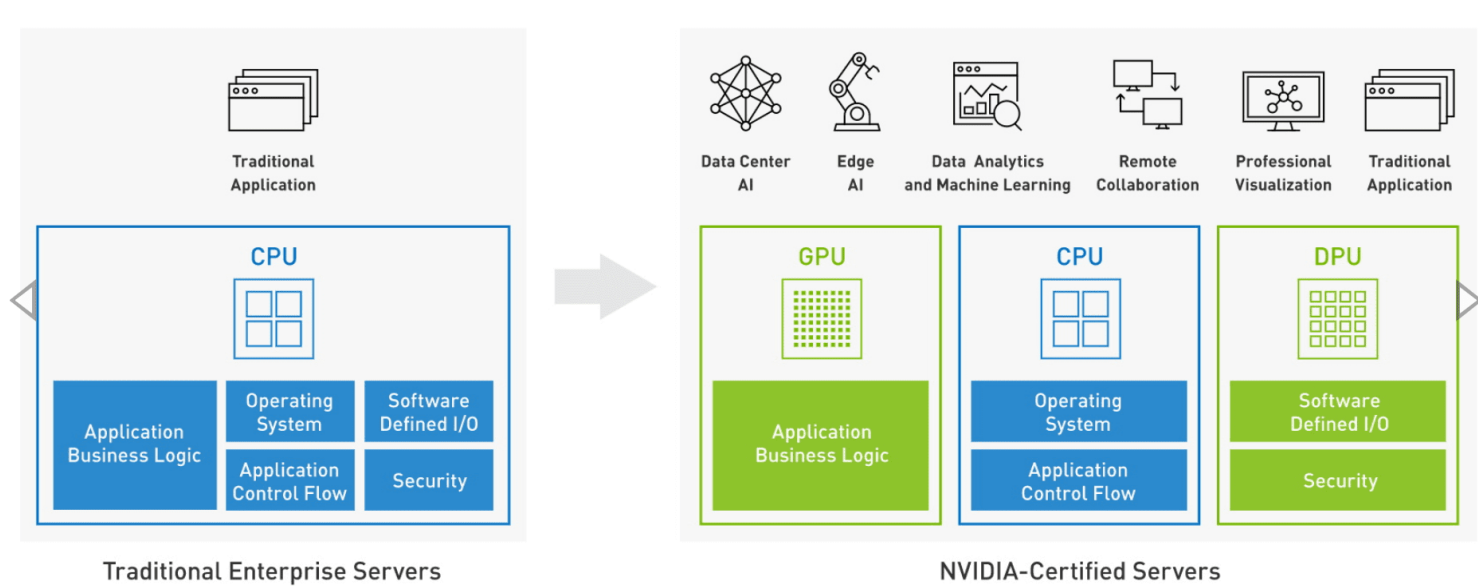 Traditional
Application
CPU
Application
Business Logic
Operating
System
Software
Defined I/O
Application
Control Flow
Security
Traditional Enterprise Servers
Data Center
AI
Edge
AI
Data Analytics
and Machine Learning
Remote
Collaboration
Professional
Visualization
Traditional
Application
GPU
Application
Business Logic
CPU
Operating
System
Application
Control Flow
DPU
Software
Defined I/O
Security
NVIDIA-Certified Servers